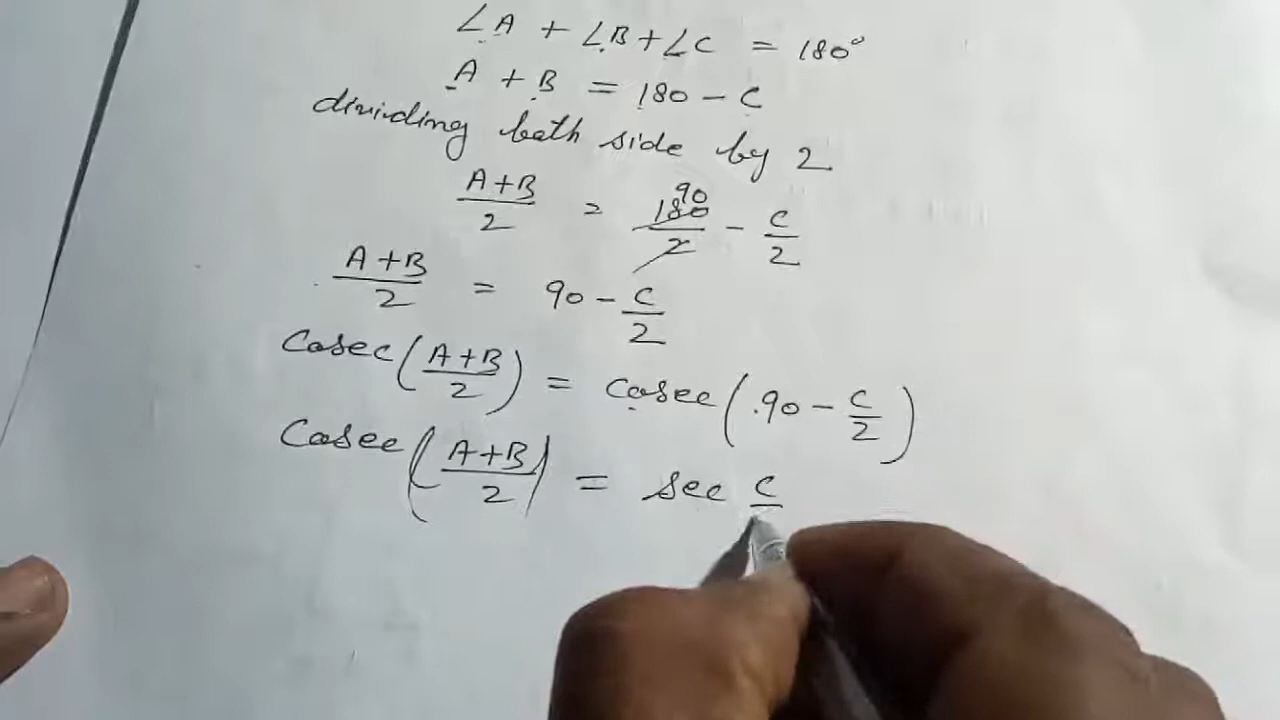 ∠A + ∠B + ∠C = 180°
A + B = 180 - C
dividing both side by 2
A+B/2 = 180/2 90 - C/2
A+B/2 = 90 - C/2
Cosec(A+B/2) = cosec(90 - C/2)
Cosec(A+B/2) = sec C